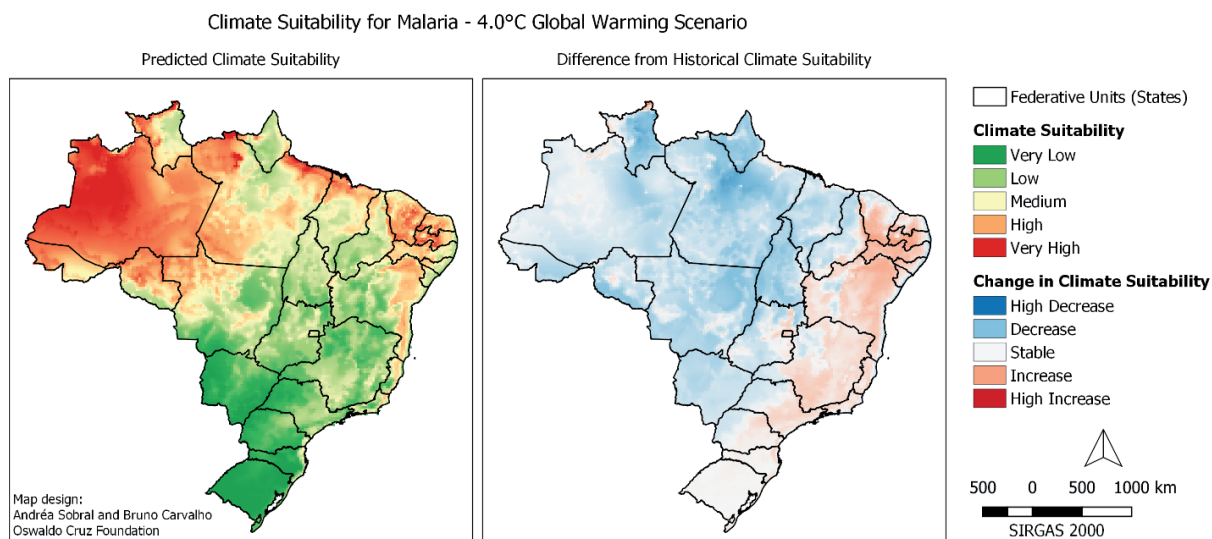 Climate Suitability for Malaria - 4.0°C Global Warming Scenario
Predicted Climate Suitability
Difference from Historical Climate Suitability
Map design:
Andréa Sobral and Bruno Carvalho
Oswaldo Cruz Foundation
Federative Units (States)
Climate Suitability
Very Low
Low
Medium
High
Very High
Change in Climate Suitability
High Decrease
Decrease
Stable
Increase
High Increase
500 0 500 1000 km
SIRGAS 2000